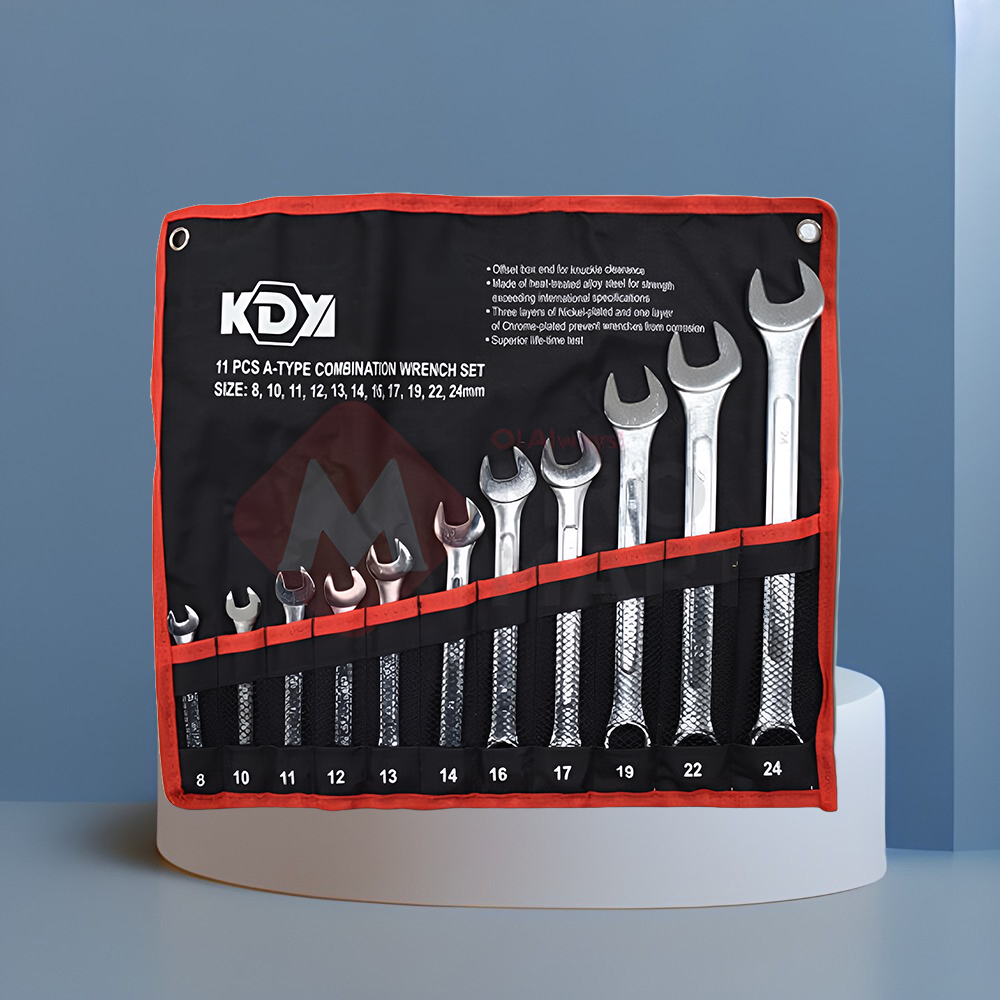 KDY
• Offset box end for knuckle clearance
• Made of heat-treated alloy steel for strength
exceeding international specifications
• Three layers of Nickel-plated and one layer
of Chrome-plated prevent wrenches from corrosion
• Superior life-time test
11 PCS A-TYPE COMBINATION WRENCH SET
SIZE: 8, 10, 11, 12, 13, 14, 16, 17, 19, 22, 24mm
M
24
8 10 11 12 13 14 16 17 19 22 24